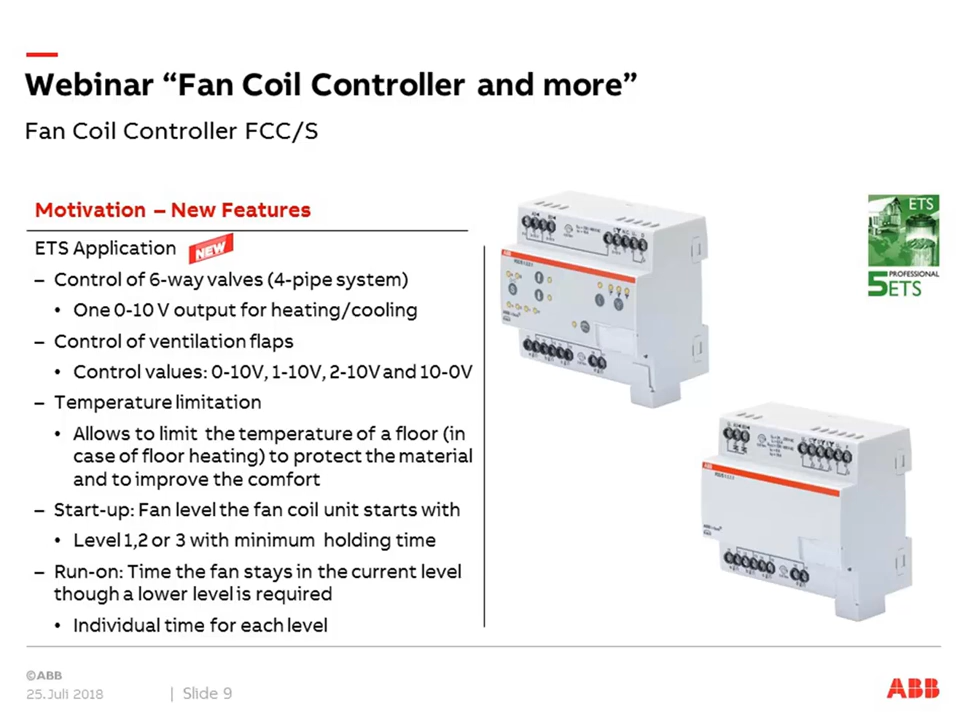 Webinar “Fan Coil Controller and more”
Fan Coil Controller FCC/S
Motivation – New Features
ETS Application NEW
– Control of 6-way valves (4-pipe system)
• One 0-10 V output for heating/cooling
– Control of ventilation flaps
• Control values: 0-10V, 1-10V, 2-10V and 10-0V
– Temperature limitation
• Allows to limit the temperature of a floor (in
case of floor heating) to protect the material
and to improve the comfort
– Start-up: Fan level the fan coil unit starts with
• Level 1,2 or 3 with minimum holding time
– Run-on: Time the fan stays in the current level
though a lower level is required
• Individual time for each level
ETS
5 PROFESSIONAL
ETS
ABB
ABB
©ABB
25. Juli 2018
| Slide 9
ABB